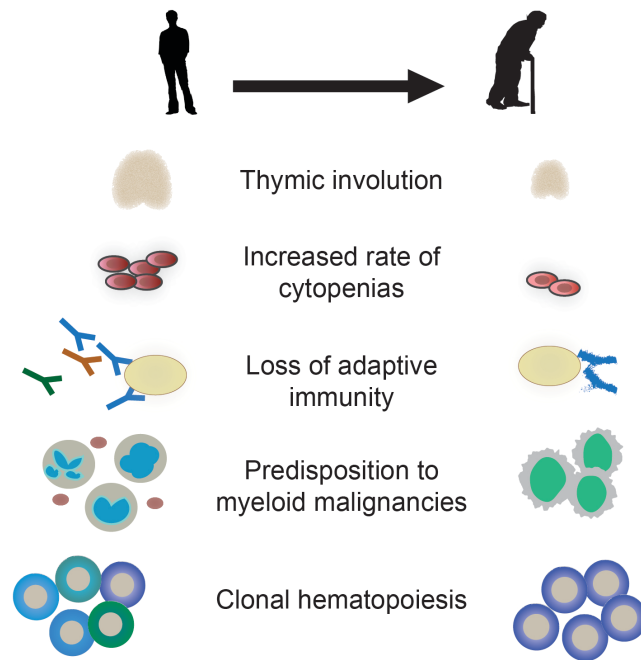 Thymic involution
Increased rate of
cytopenias
Loss of adaptive
immunity
Predisposition to
myeloid malignancies
Clonal hematopoiesis